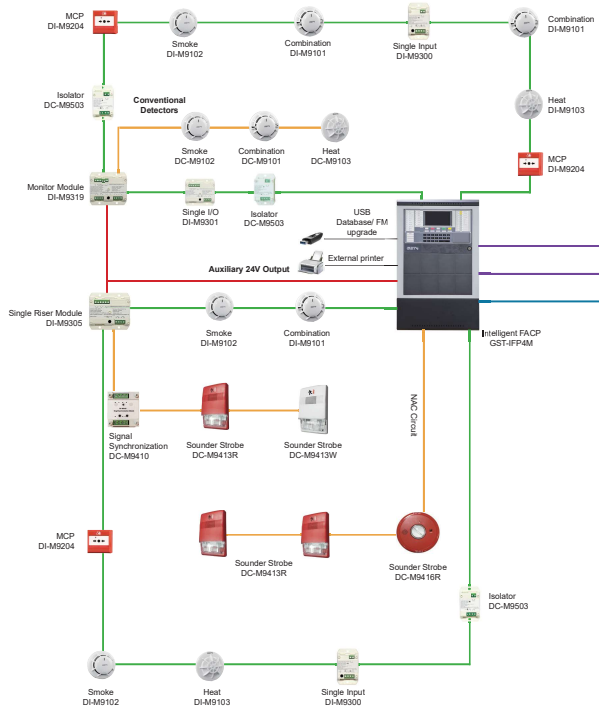 MCP
DI-M9204
Smoke
DI-M9102
Combination
DI-M9101
Single Input
DI-M9300
Combination
DI-M9101
Isolator
DC-M9503
Conventional
Detectors
Heat
DI-M9103
Smoke
DC-M9102
Combination
DC-M9101
Heat
DC-M9103
MCP
DI-M9204
Monitor Module
DI-M9319
Single I/O
DI-M9301
Isolator
DC-M9503
USB
Database/ FM
upgrade
External printer
Auxiliary 24V Output
Single Riser Module
DI-M9305
Smoke
DI-M9102
Combination
DI-M9101
Intelligent FACP
GST-IFP4M
NAC Circuit
Signal
Synchronization
DC-M9410
Sounder Strobe
DC-M9413R
Sounder Strobe
DC-M9413W
MCP
DI-M9204
Sounder Strobe
DC-M9413R
Sounder Strobe
DC-M9416R
Isolator
DC-M9503
Smoke
DI-M9102
Heat
DI-M9103
Single Input
DI-M9300